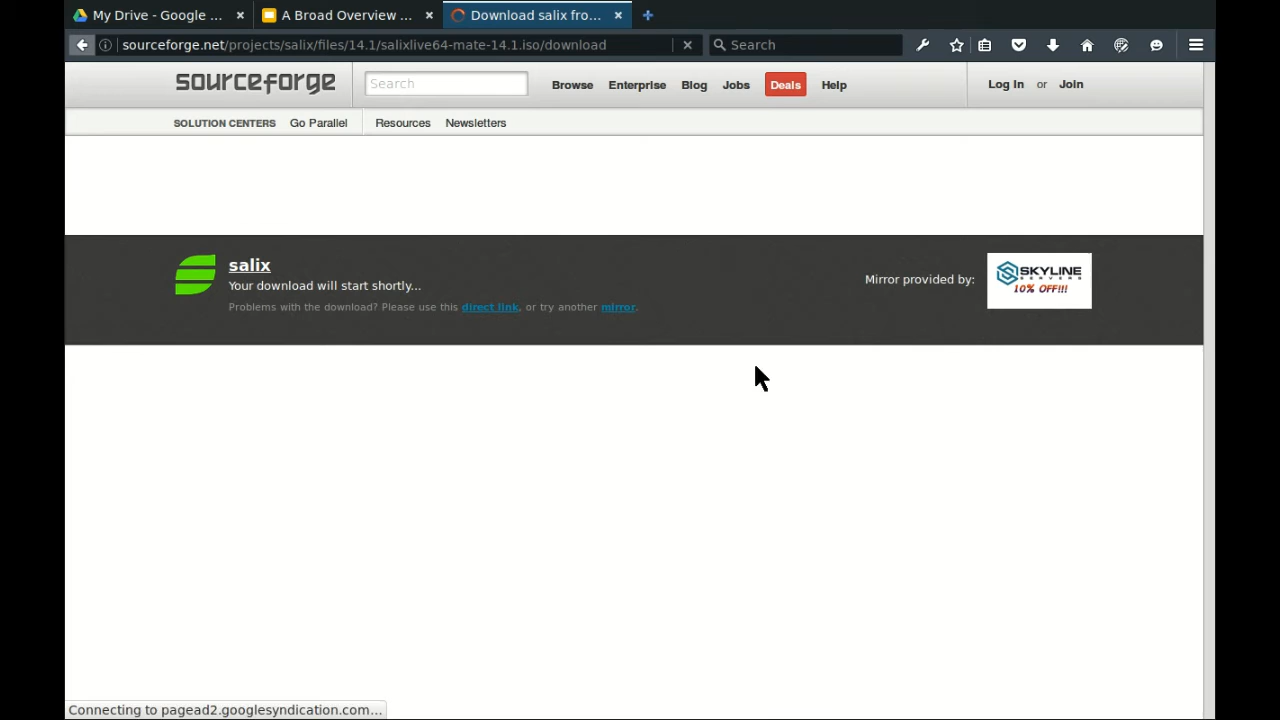 My Drive - Google ...
A Broad Overview ...
Download salix fro...
sourceforge.net/projects/salix/files/14.1/salixlive64-mate-14.1.iso/download
Search
sourceforge
Search
Browse
Enterprise
Blog
Jobs
Deals
Help
Log In or Join
SOLUTION CENTERS
Go Parallel
Resources
Newsletters
salix
Your download will start shortly...
Problems with the download? Please use this direct link, or try another mirror.
Mirror provided by:
SKYLINE
SERVERS
10% OFF!!!
Connecting to pagead2.googlesyndication.com...